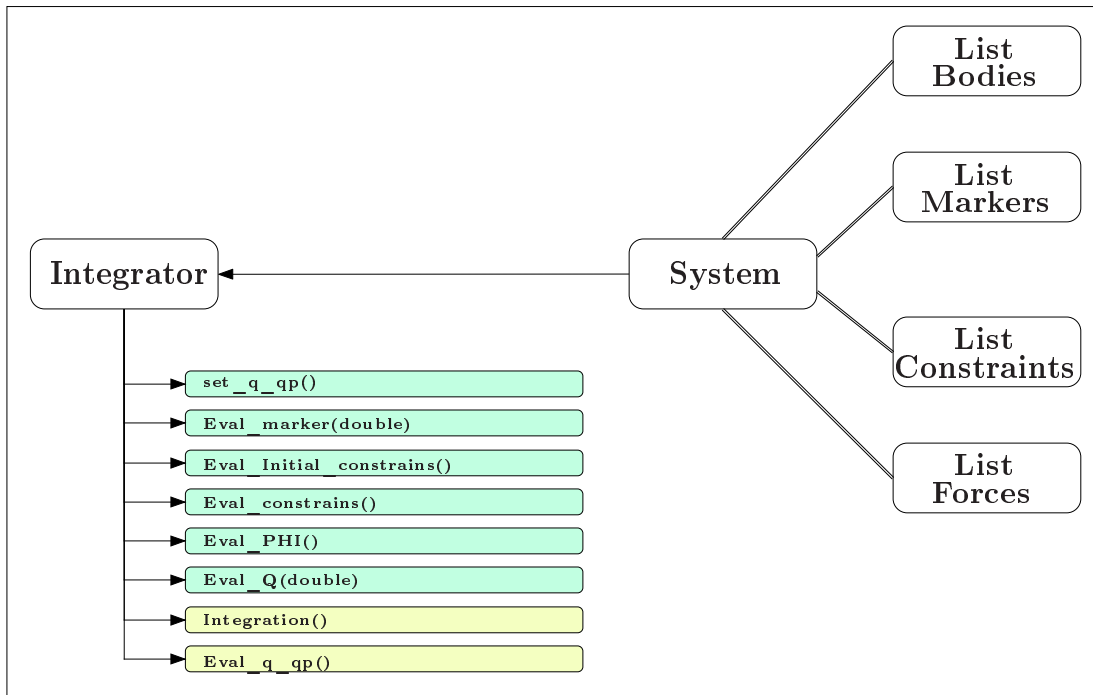 List
Bodies
List
Markers
Integrator
System
List
Constraints
set_q_qp()
Eval_marker(double)
Eval_Initial_constrains()
Eval_constrains()
Eval_PHI()
Eval_Q(double)
Integration()
Eval_q_qp()
List
Forces